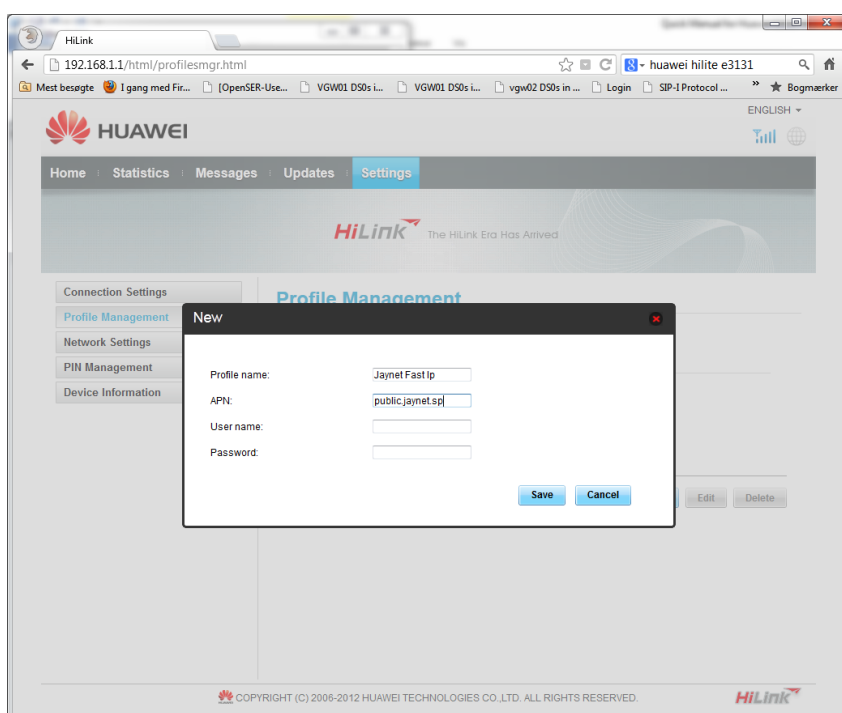 HiLink
192.168.1.1/html/profilesmgr.html
huawei hilite e3131
Mest besøgte
I gang med Fir...
[OpenSER-Use...
VGW01 DS0s i...
VGW01 DS0s i...
vgw02 DS0s in ...
Login
SIP-I Protocol ...
»
Bogmærker
ENGLISH
HUAWEI
Home
Statistics
Messages
Updates
Settings
HiLink The HiLink Era Has Arrived
Connection Settings
Profile Management
Network Settings
PIN Management
Device Information
Profile Management
New
Profile name: Jaynet Fast Ip
APN: public.jaynet.sp
User name:
Password:
Save
Cancel
Edit
Delete
COPYRIGHT (C) 2006-2012 HUAWEI TECHNOLOGIES CO.,LTD. ALL RIGHTS RESERVED.
HiLink